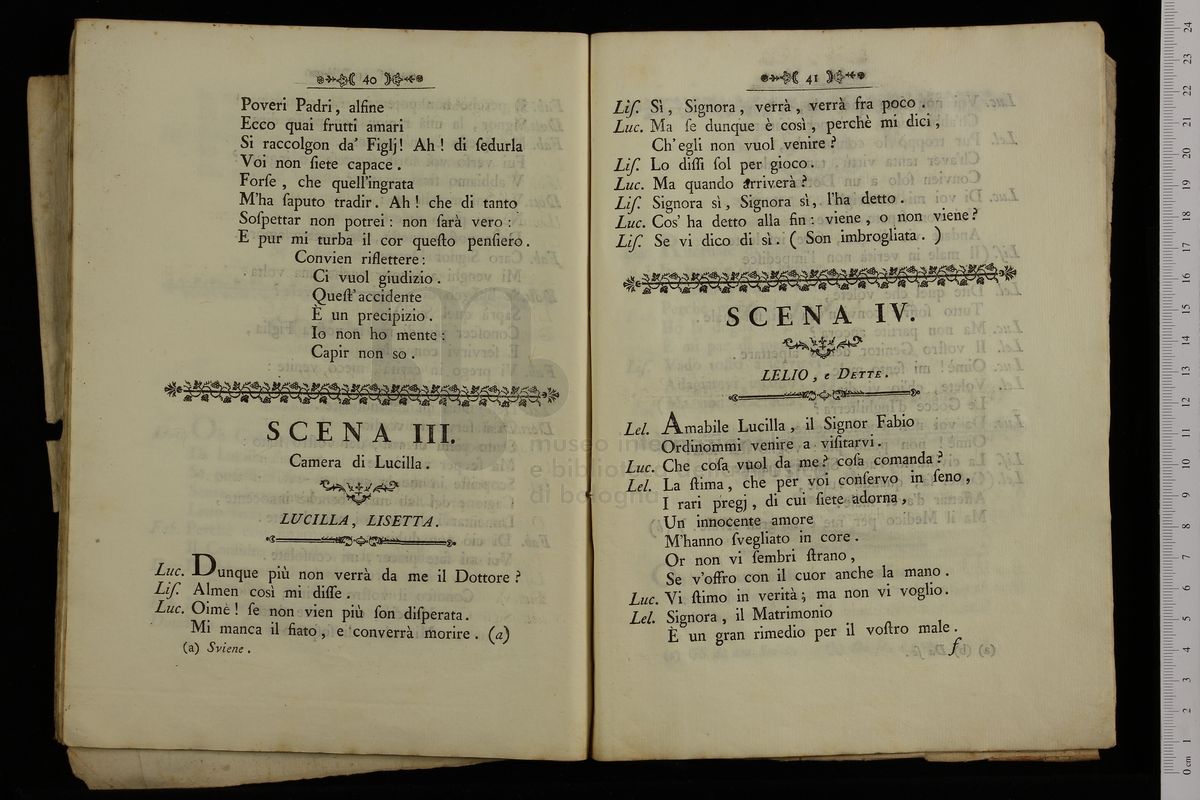 40
Poveri Padri, alfine
Ecco quai frutti amari
Si raccolgon da' Figlj! Ah! di ſedurla
Voi non ſiete capace.
Forſe, che quell'ingrata
M'ha ſaputo tradir. Ah! che di tanto
Soſpettar non potrei: non ſarà vero:
E pur mi turba il cor queſto penſiero.
Convien riflettere:
Ci vuol giudizio.
Queſt' accidente
È un precipizio.
Io non ho mente:
Capir non so.
SCENA III.
Camera di Lucilla.
LUCILLA, LISETTA.
Luc. Dunque più non verrà da me il Dottore?
Liſ. Almen così mi diſſe.
Luc. Oimè! ſe non vien più ſon diſperata.
Mi manca il fiato, e converrà morire. (a)
(a) Sviene.
41
Liſ. Sì, Signora, verrà, verrà fra poco.
Luc. Ma ſe dunque è così, perchè mi dici,
Ch' egli non vuol venire?
Liſ. Lo diſſi ſol per gioco.
Luc. Ma quando arriverà?
Liſ. Signora sì, Signora sì, l'ha detto.
Luc. Cos' ha detto alla fin: viene, o non viene?
Liſ. Se vi dico di sì. ( Son imbrogliata. )
SCENA IV.
LELIO, e DETTE.
Lel. Amabile Lucilla, il Signor Fabio
Ordinommi venire a viſitarvi.
Luc. Che coſa vuol da me? coſa comanda?
Lel. La ſtima, che per voi conſervo in ſeno,
I rari pregj, di cui ſiete adorna,
Un innocente amore
M'hanno ſvegliato in core.
Or non vi ſembri ſtrano,
Se v'offro con il cuor anche la mano.
Luc. Vi ſtimo in verità; ma non vi voglio.
Lel. Signora, il Matrimonio
È un gran rimedio per il voſtro male.
f